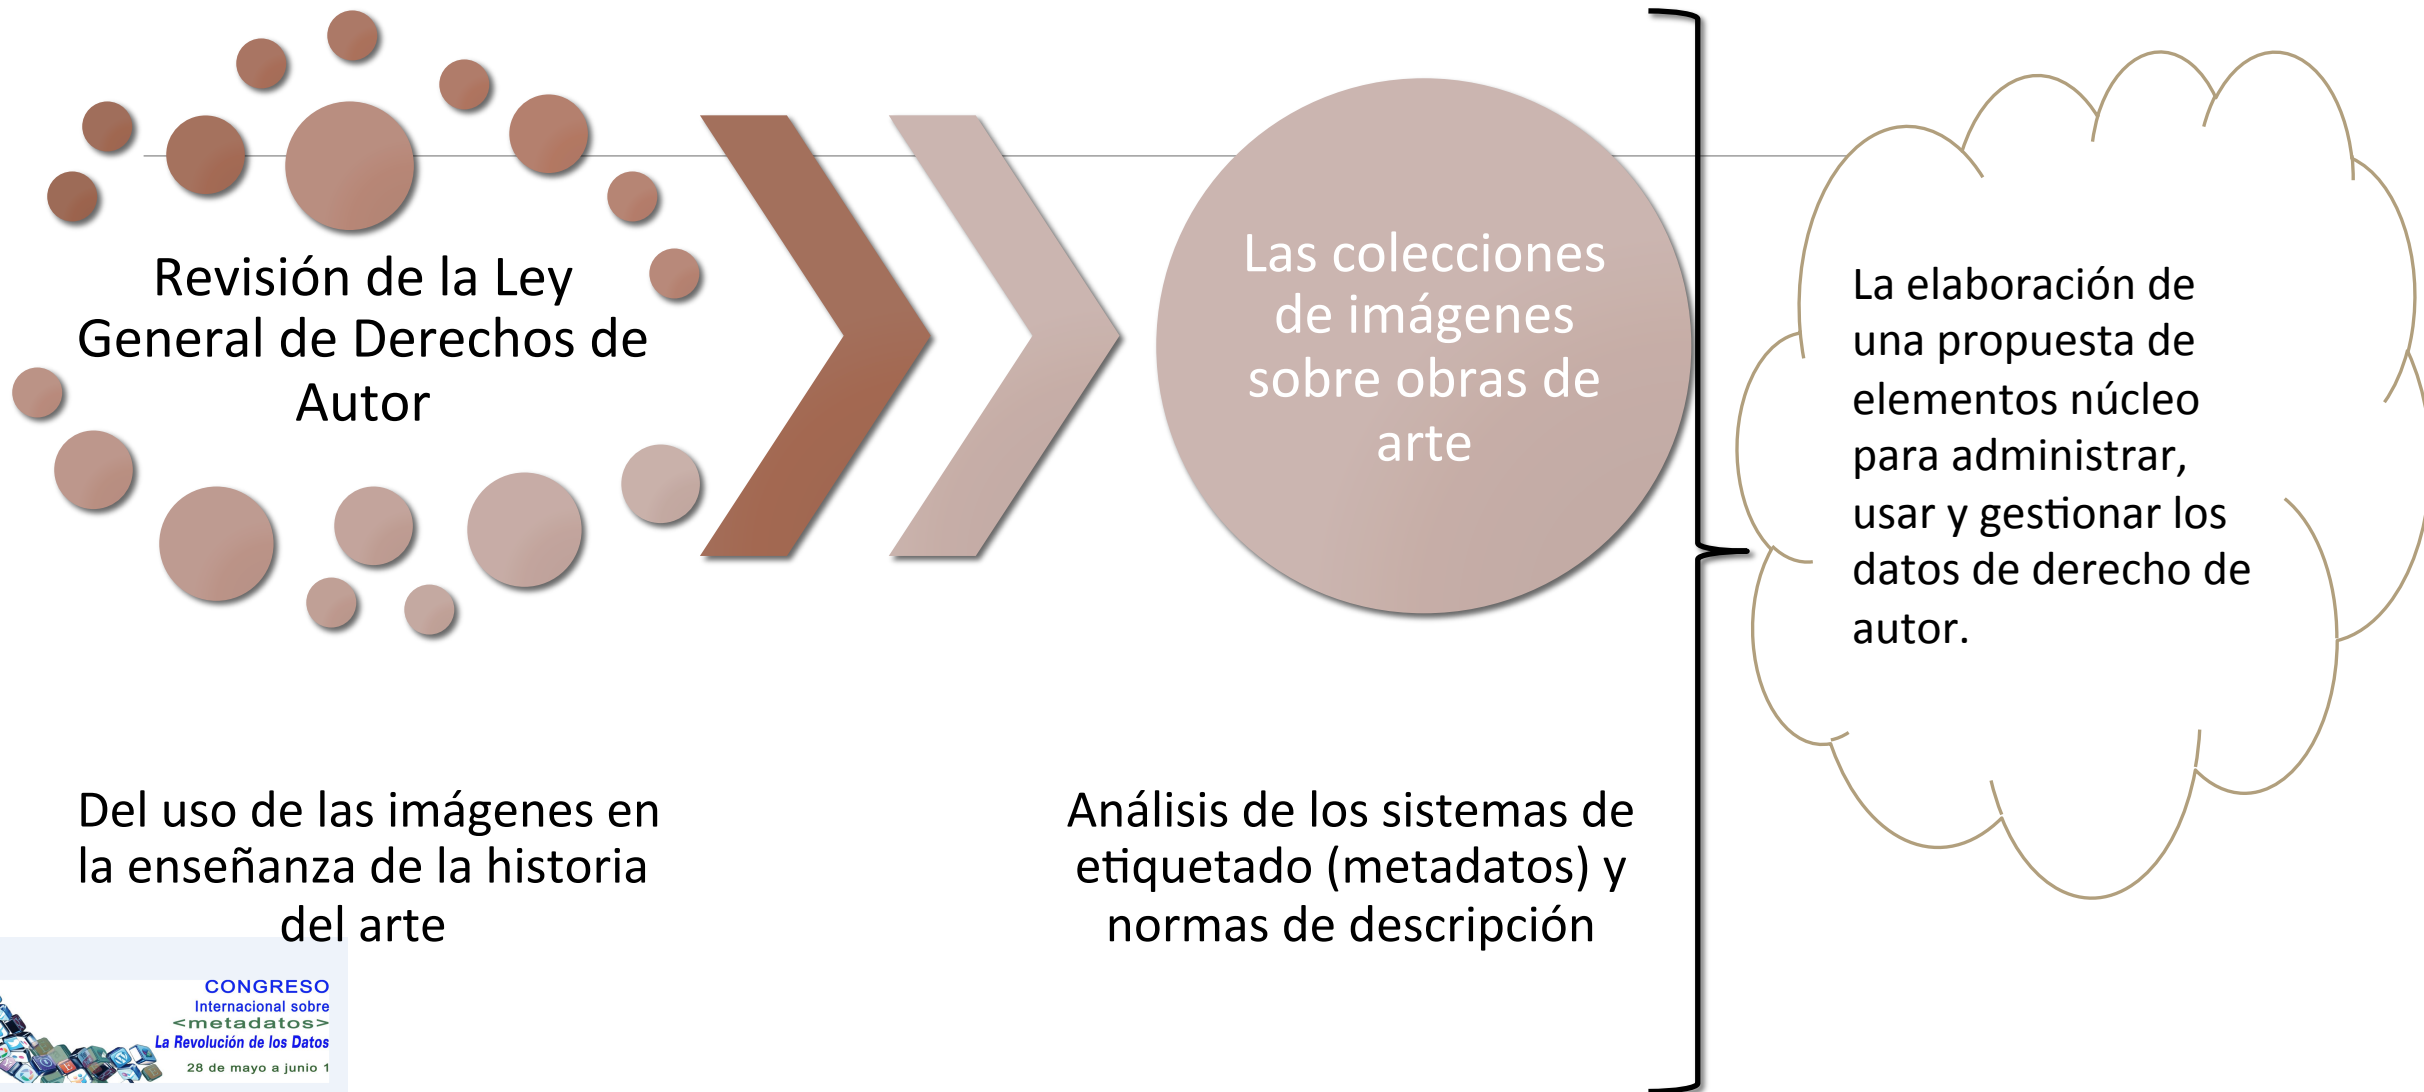 Revisión de la Ley
General de Derechos de
Autor
Del uso de las imágenes en
la enseñanza de la historia
del arte
Las colecciones
de imágenes
sobre obras de
arte
Análisis de los sistemas de
etiquetado (metadatos) y
normas de descripción
La elaboración de
una propuesta de
elementos núcleo
para administrar,
usar y gestionar los
datos de derecho de
autor.
CONGRESO
Internacional sobre
<metadatos>
La Revolución de los Datos
28 de mayo a junio 1